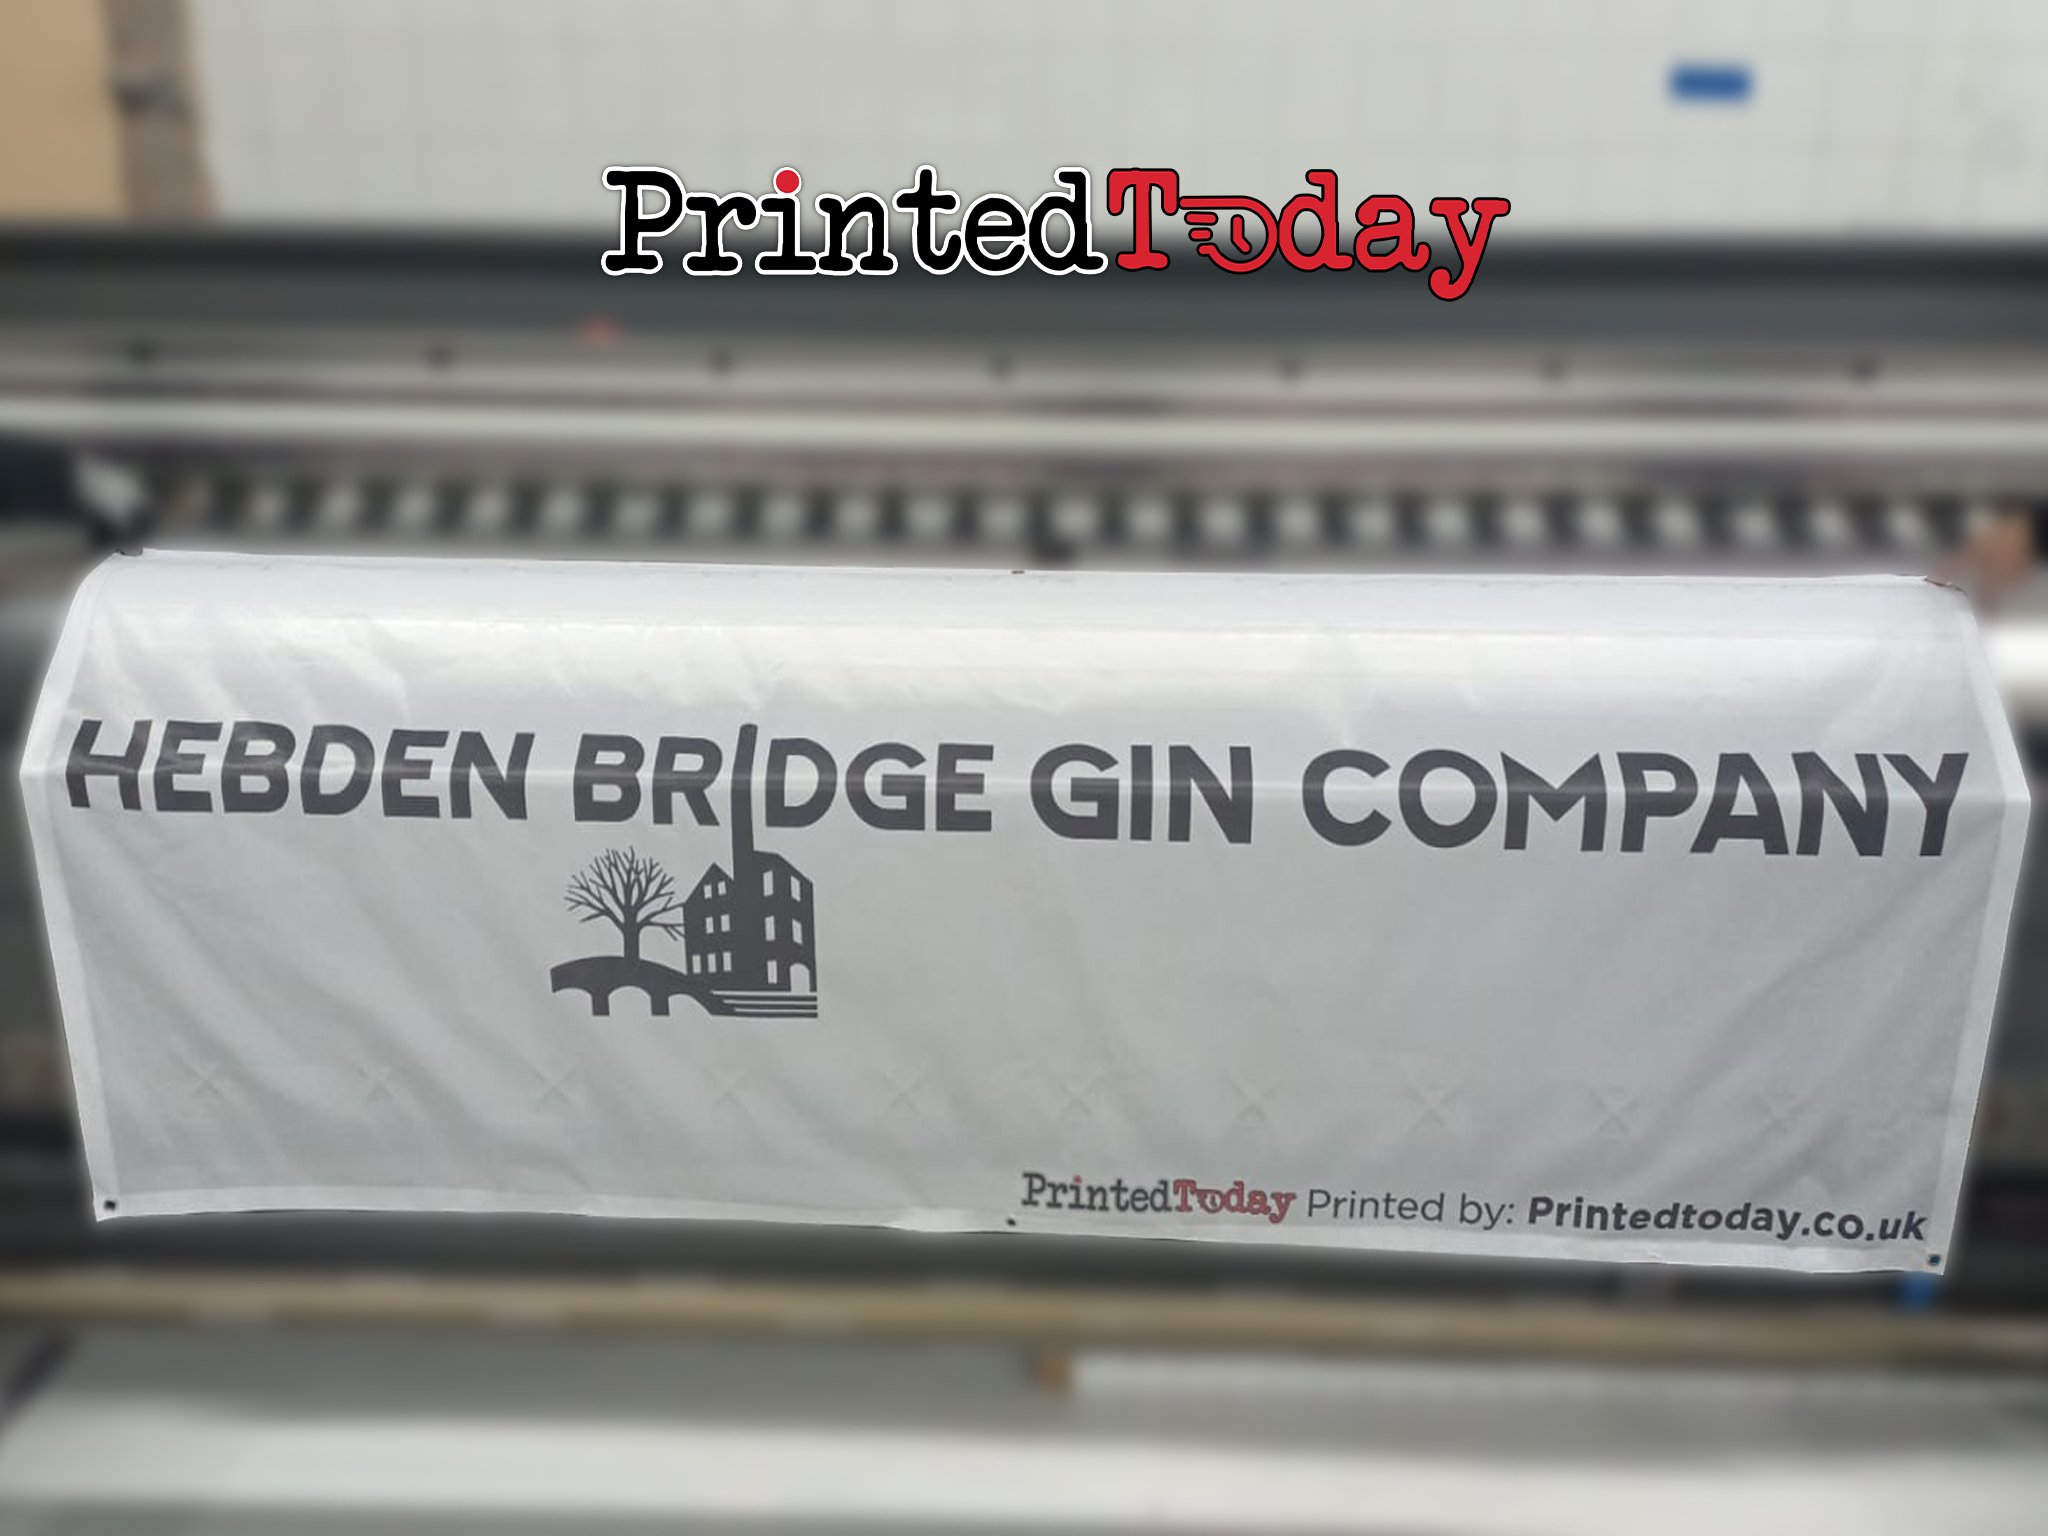 PrintedToday
HEBDEN BRIDGE GIN COMPANY
PrintedToday Printed by: Printedtoday.co.uk